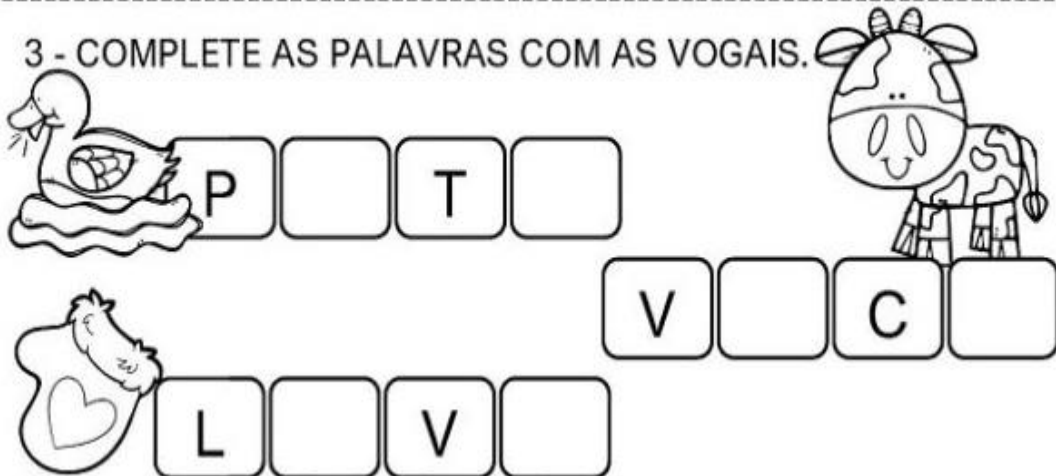 3 - COMPLETE AS PALAVRAS COM AS VOGAIS.
P T
V C
L V